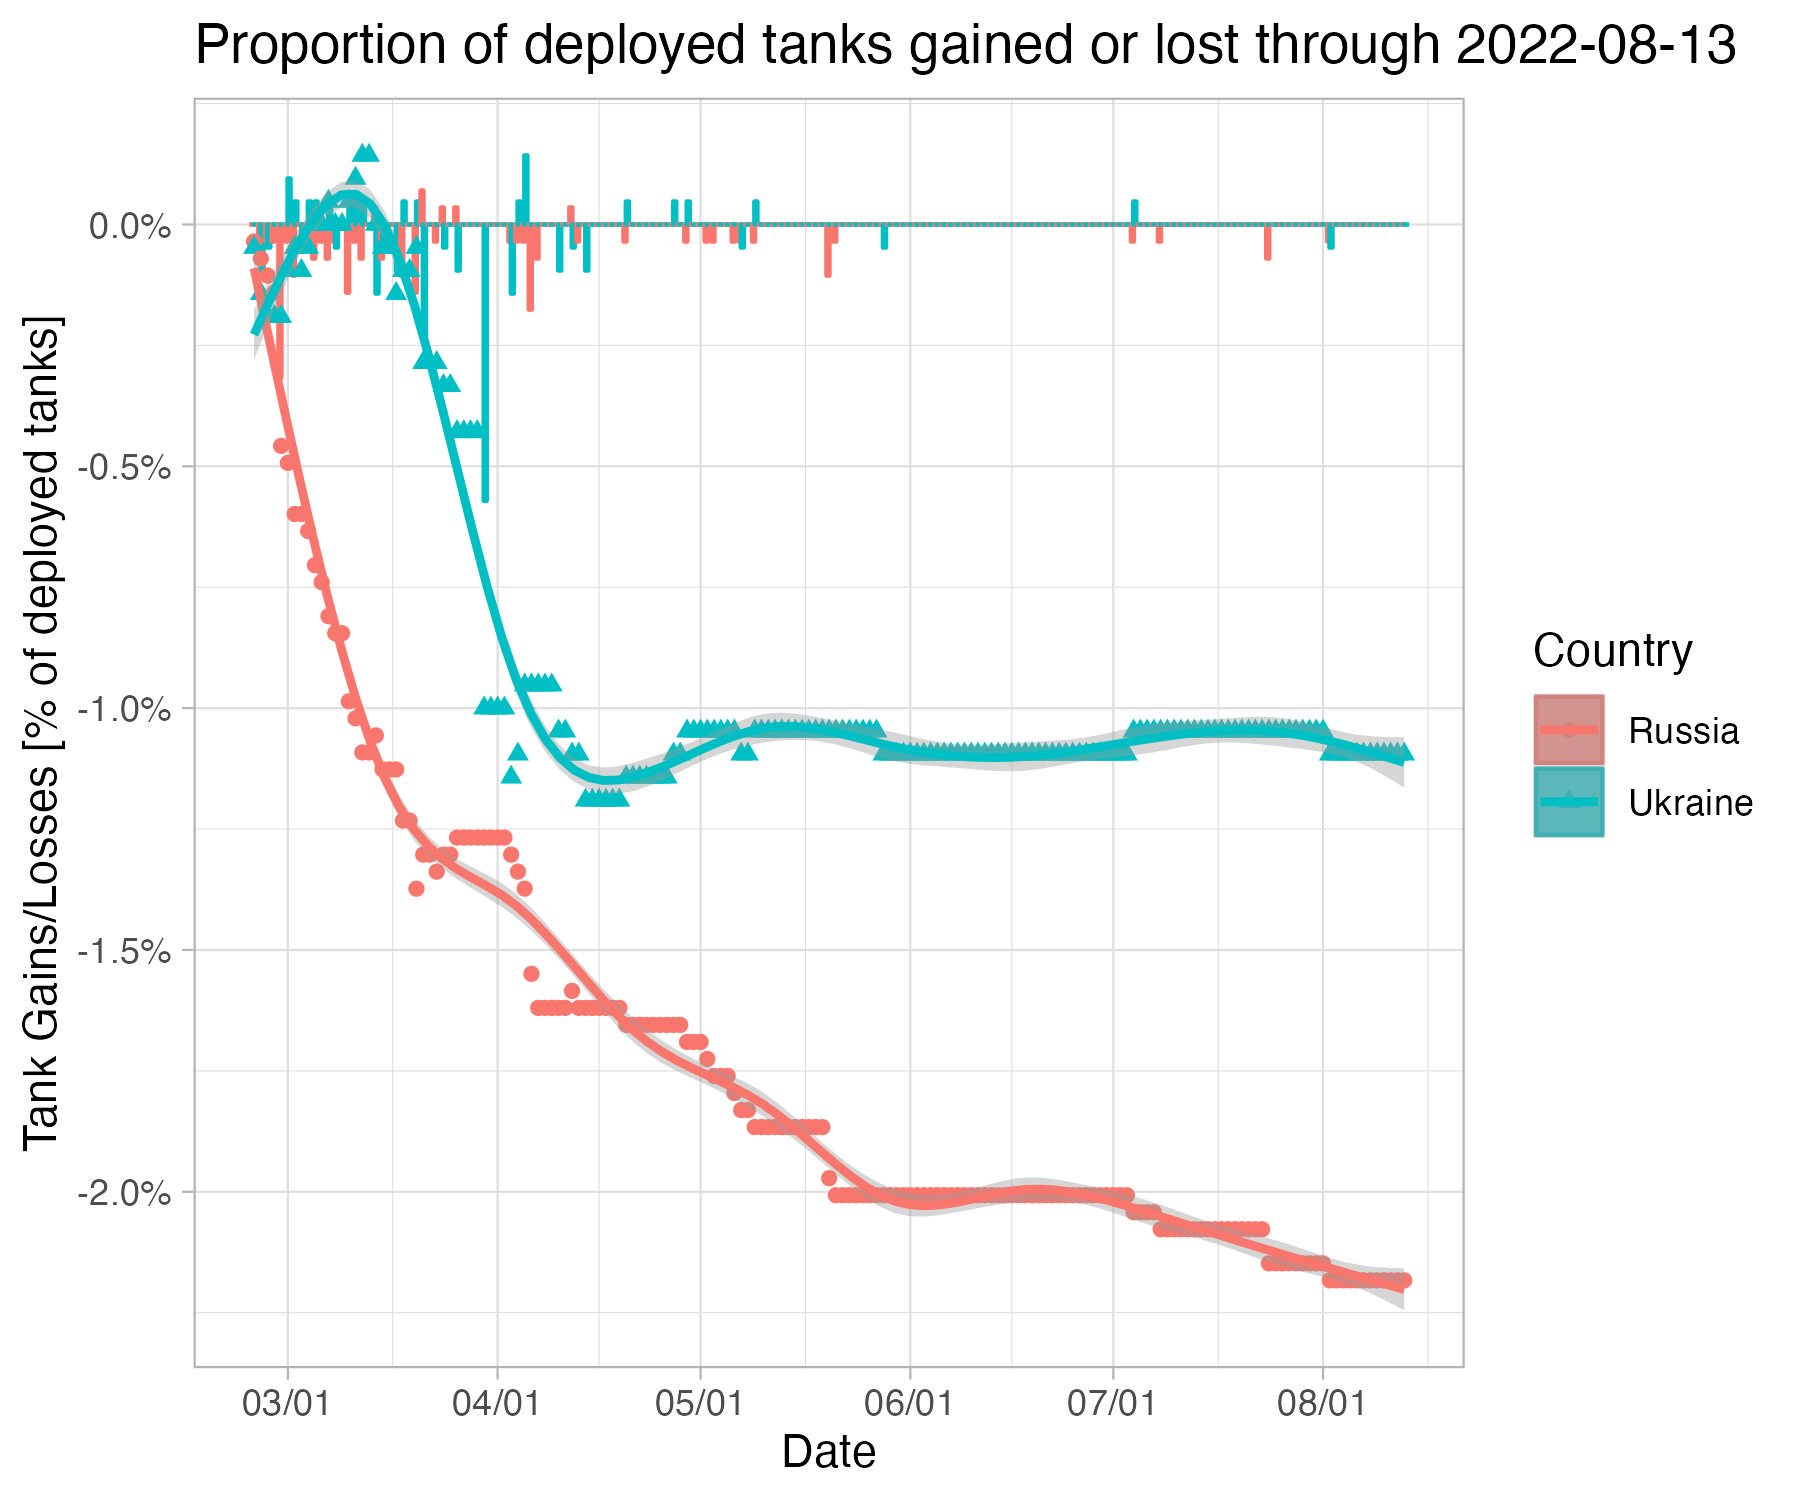 Proportion of deployed tanks gained or lost through 2022-08-13
Tank Gains/Losses [% of deployed tanks]
0.0%
-0.5%
-1.0%
-1.5%
-2.0%
03/01
04/01
05/01
06/01
07/01
08/01
Date
Country
Russia
Ukraine